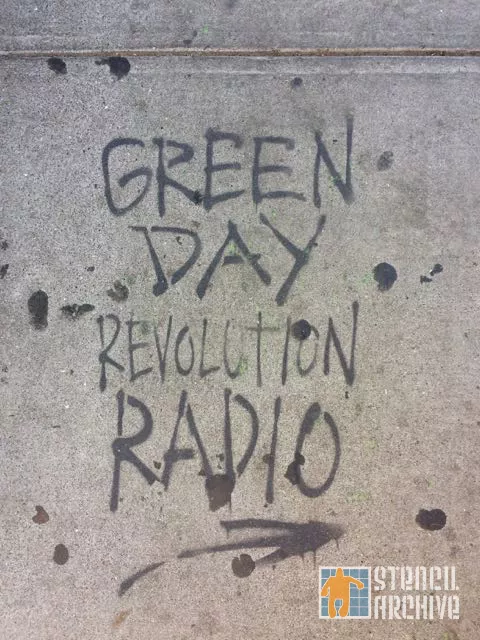 GREEN
DAY
REVOLUTION
RADIO
STENCIL
ARCHIVE